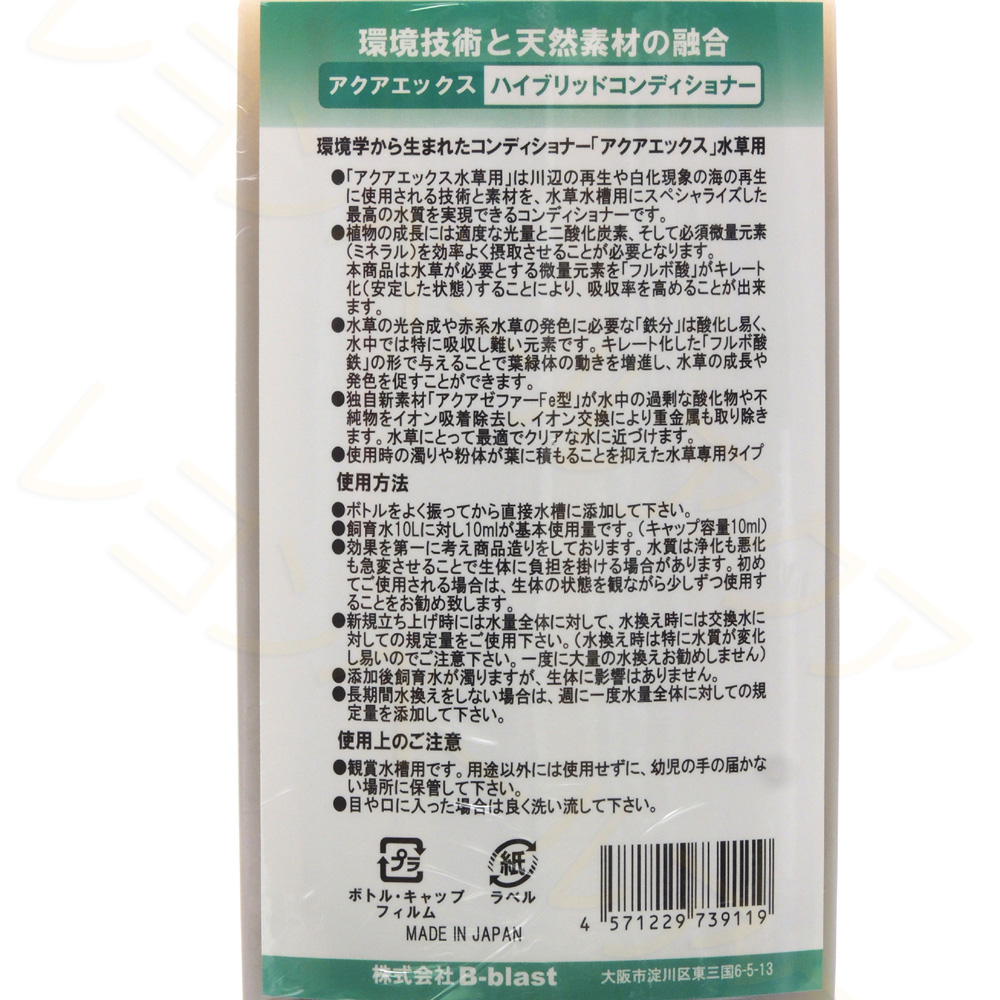 環境技術と天然素材の融合
アクアエックス ハイブリッドコンディショナー
環境学から生まれたコンディショナー「アクアエックス」水草用
●「アクアエックス水草用」は川辺の再生や白化現象の海の再生
に使用される技術と素材を、水草水槽用にスペシャライズした
最高の水質を実現できるコンディショナーです。
●植物の成長には適度な光量と二酸化炭素、そして必須微量元素
(ミネラル)を効率よく摂取させることが必要となります。
本商品は水草が必要とする微量元素を「フルボ酸」がキレート
化(安定した状態)することにより、吸収率を高めることが出来
ます。
●水草の光合成や赤系水草の発色に必要な「鉄分」は酸化し易く、
水中では特に吸収し難い元素です。キレート化した「フルボ酸
鉄」の形で与えることで葉緑体の動きを増進し、水草の成長や
発色を促すことができます。
●独自新素材「アクアゼファーFe型」が水中の過剰な酸化物や不
純物をイオン吸着除去し、イオン交換により重金属も取り除き
ます。水草にとって最適でクリアな水に近づけます。
●使用時の濁りや粉体が葉に積もることを抑えた水草専用タイプ
使用方法
●ボトルをよく振ってから直接水槽に添加して下さい。
●飼育水10Lに対し10mlが基本使用量です。(キャップ容量10ml)
●効果を第一に考え商品造りをしております。水質は浄化も悪化
も急変させることで生体に負担を掛ける場合があります。初め
てご使用される場合は、生体の状態を観ながら少しずつ使用す
ることをお勧め致します。
●新規立ち上げ時には水量全体に対して、水換え時には交換水に
対しての規定量をご使用下さい。(水換え時は特に水質が変化
し易いのでご注意下さい。一度に大量の水換えお勧めしません)
●添加後飼育水が濁りますが、生体に影響はありません。
●長期間水換えをしない場合は、週に一度水量全体に対しての規
定量を添加して下さい。
使用上のご注意
●観賞水槽用です。用途以外には使用せずに、幼児の手の届かな
い場所に保管して下さい。
●目や口に入った場合は良く洗い流して下さい。
プラ 紙
ボトル・キャップ ラベル
フィルム
MADE IN JAPAN
4 571229 739119
株式会社 B-blast 大阪市淀川区東三国6-5-13